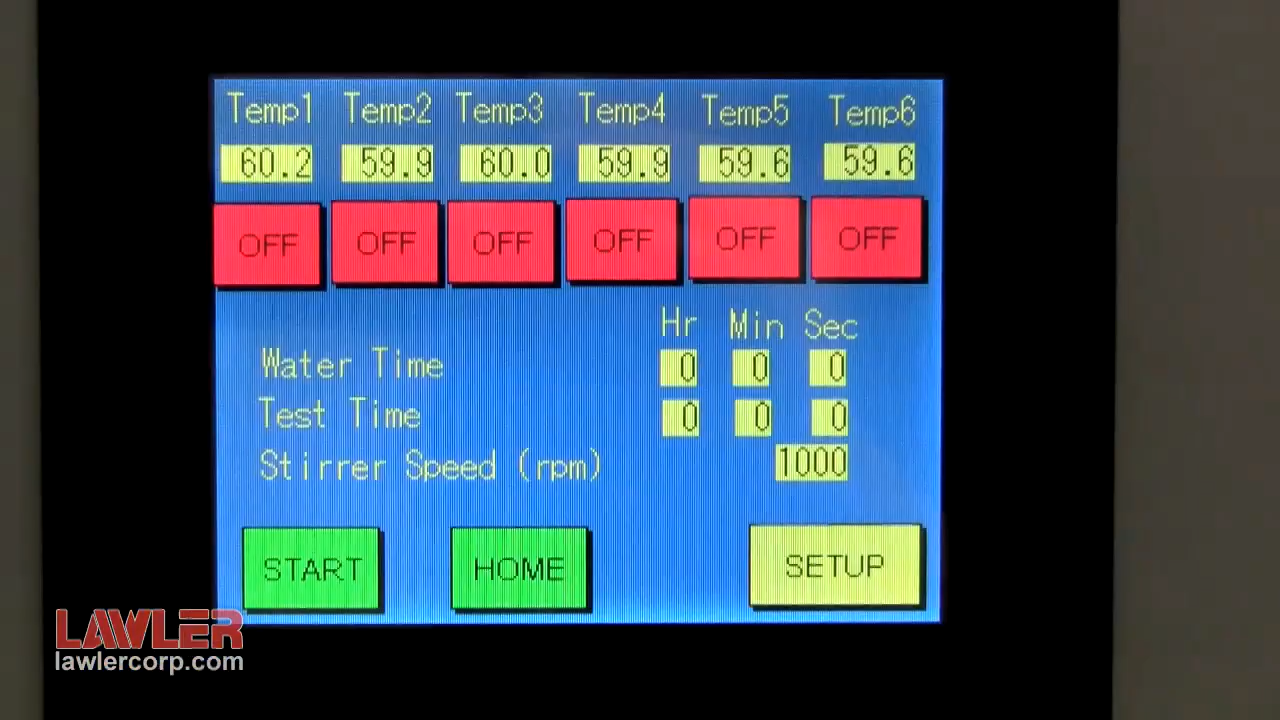 Temp1 Temp2 Temp3 Temp4 Temp5 Temp6
60.2 59.9 60.0 59.9 59.6 59.6
OFF OFF OFF OFF OFF OFF
Hr Min Sec
Water Time 0 0 0
Test Time 0 0 0
Stirrer Speed (rpm) 1000
START HOME SETUP
LAWLER
lawlercorp.com